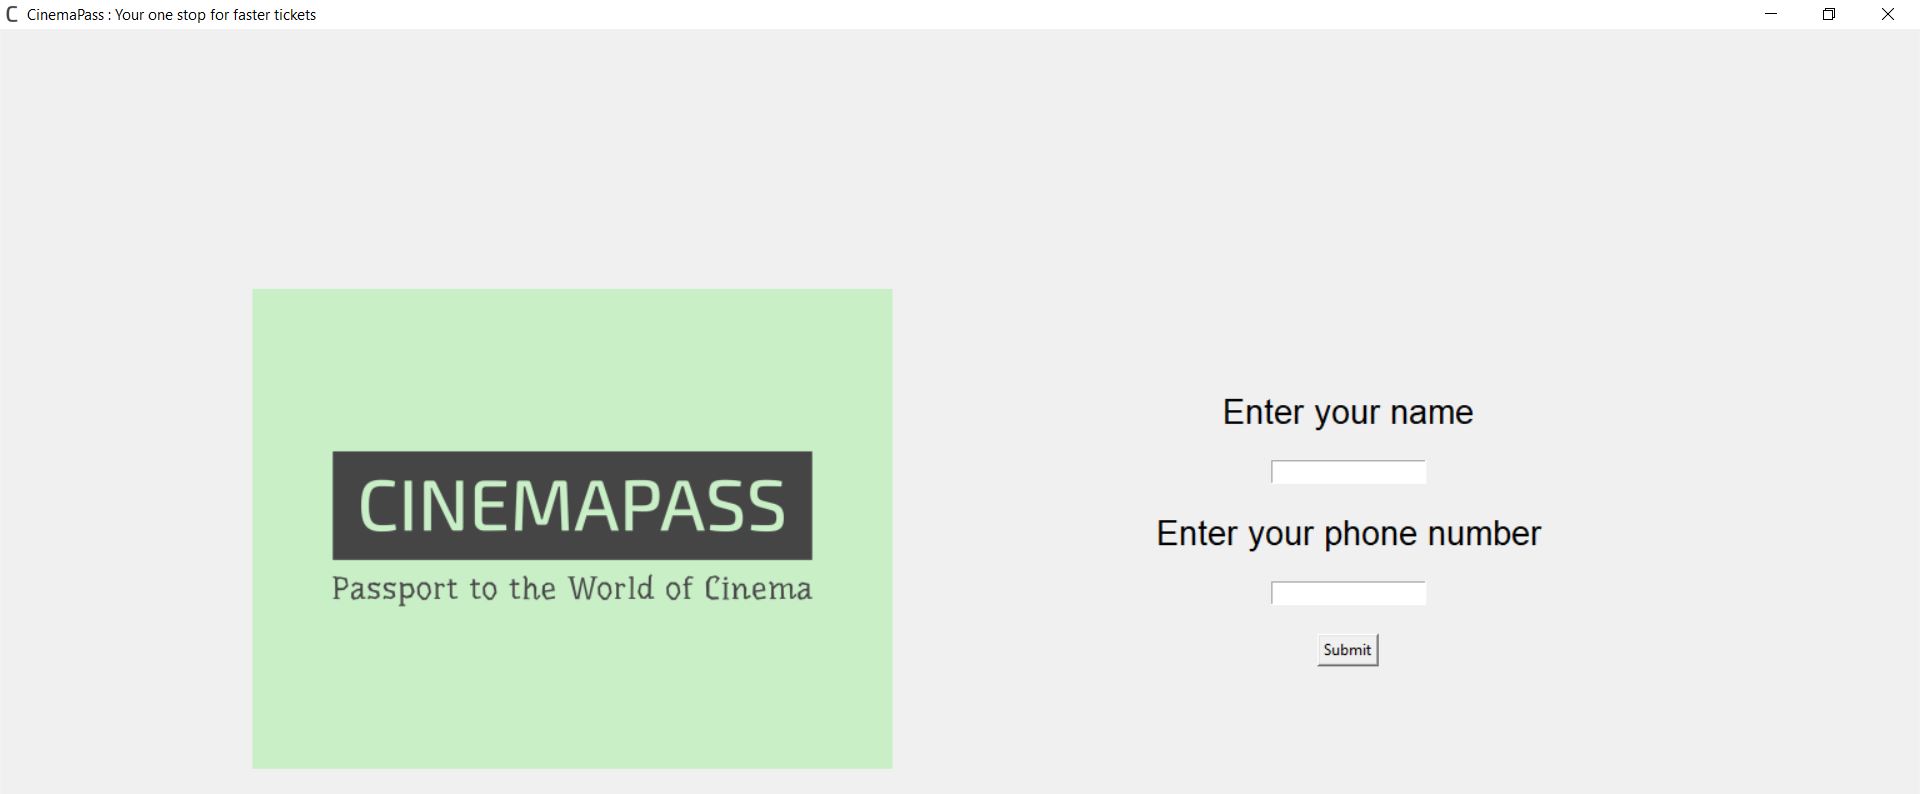 C CinemaPass : Your one stop for faster tickets
CINEMAPASS
Passport to the World of Cinema
Enter your name
Enter your phone number
Submit